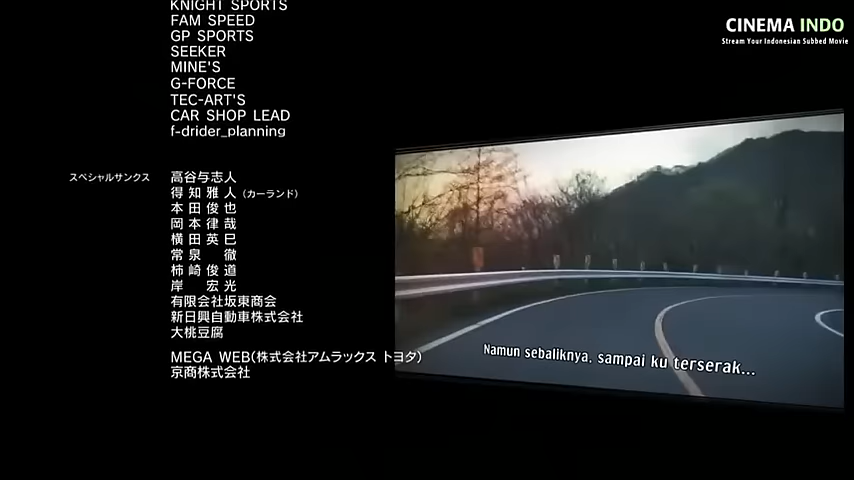 KNIGHT SPORTS
FAM SPEED
GP SPORTS
SEEKER
MINE'S
G-FORCE
TEC-ART'S
CAR SHOP LEAD
f-drider_planning
スペシャルサンクス
高谷与志人
得知雅人(カーランド)
本田俊也
岡本律哉
横田英巳
常泉 徹
柿崎俊道
岸 宏光
有限会社坂東商会
新日興自動車株式会社
大桃豆腐
MEGA WEB(株式会社アムラックス トヨタ)
京商株式会社
CINEMA INDO
Stream Your Indonesian Subbed Movie
Namun sebaliknya, sampai ku terserak...